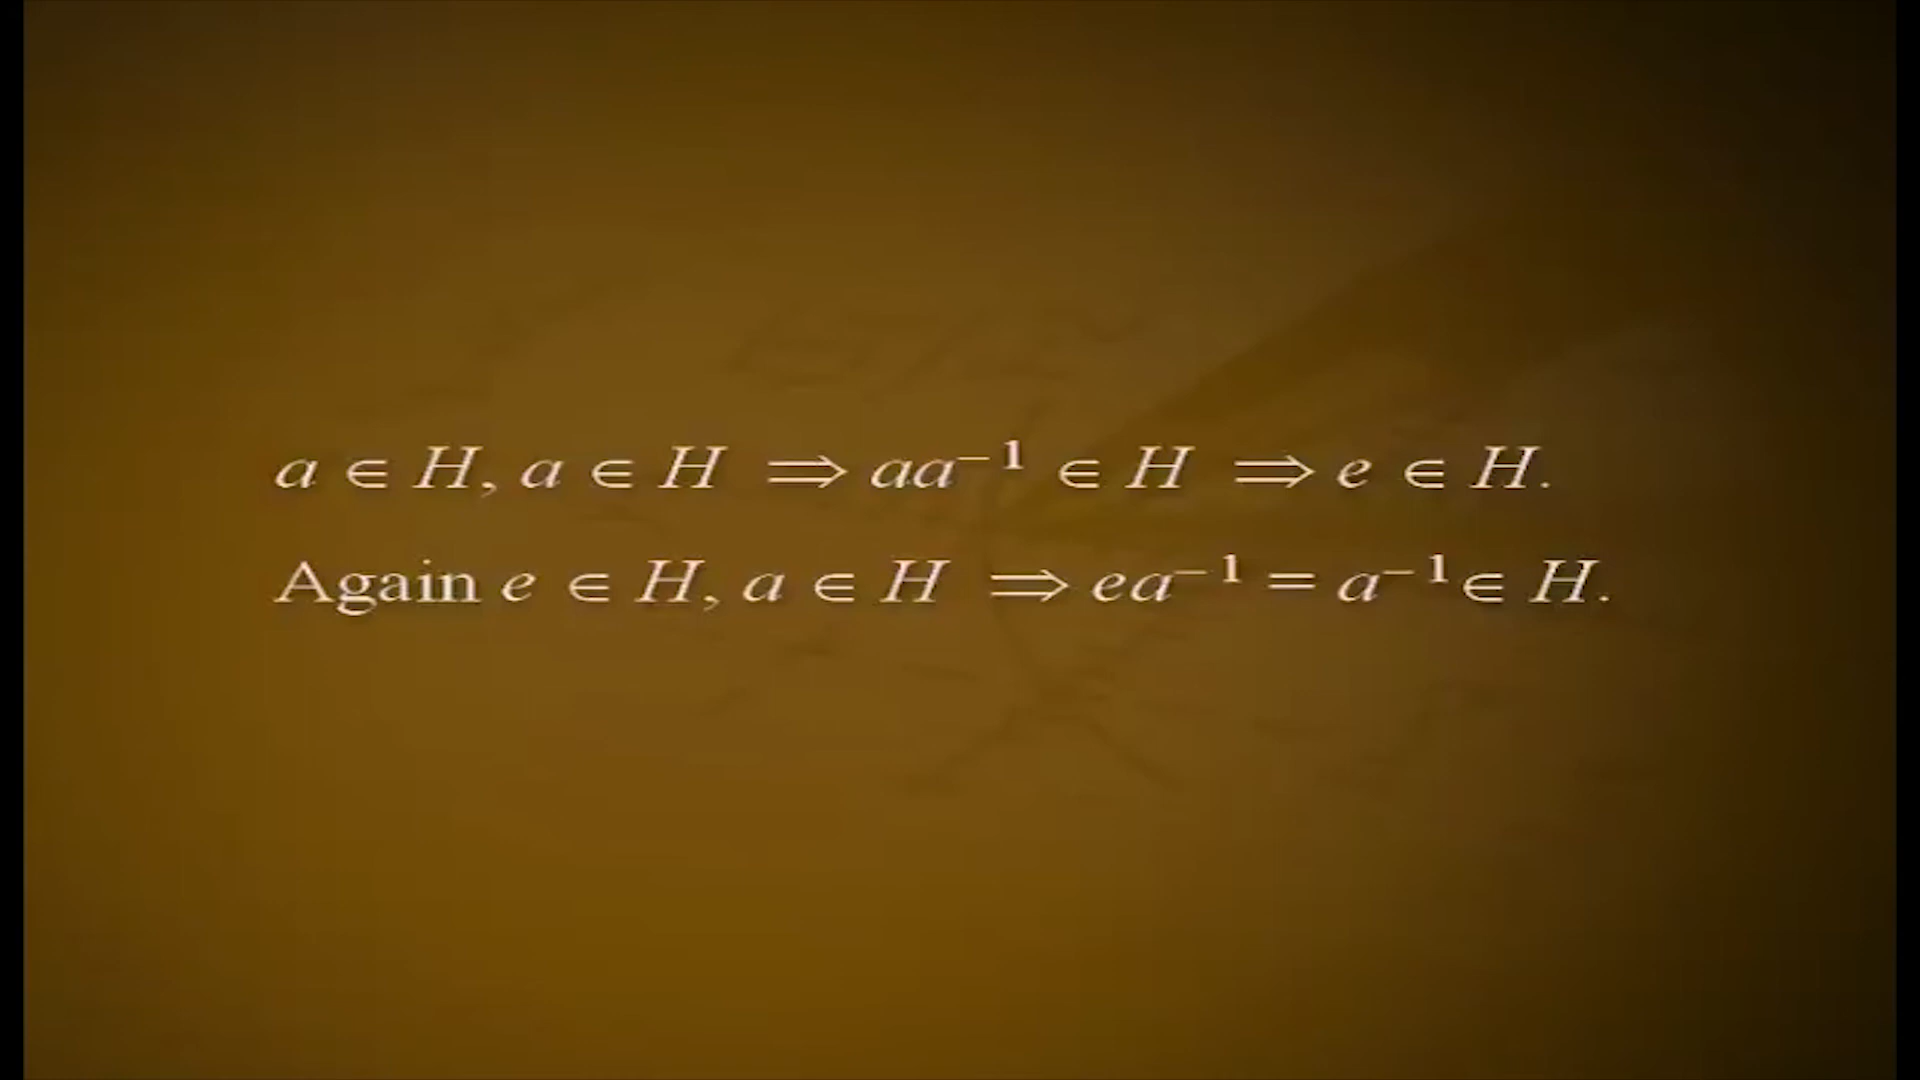 a ∈ H, a ∈ H ⟹ aa⁻¹ ∈ H ⟹ e ∈ H.
Again e ∈ H, a ∈ H ⟹ ea⁻¹ = a⁻¹ ∈ H.